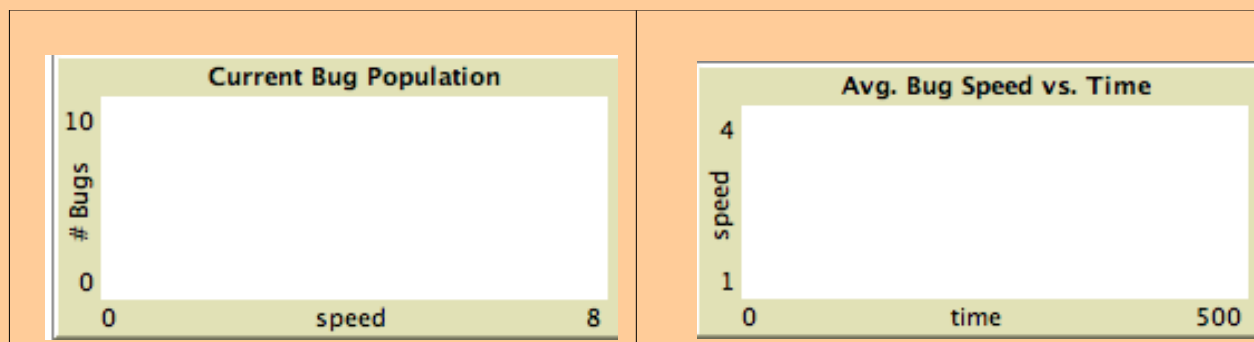 Current Bug Population
10
# Bugs
0
0 speed 8
Avg. Bug Speed vs. Time
4
speed
1
0 time 500